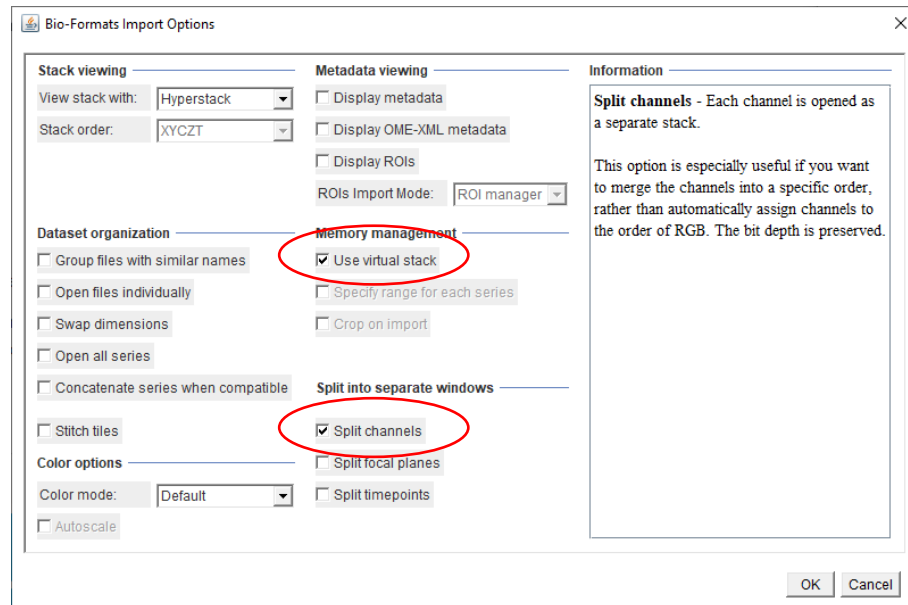 Bio-Formats Import Options
Stack viewing
View stack with: Hyperstack
Stack order: XYCZT
Metadata viewing
Display metadata
Display OME-XML metadata
Display ROIs
ROIs Import Mode: ROI manager
Information
Split channels - Each channel is opened as
a separate stack.
This option is especially useful if you want
to merge the channels into a specific order,
rather than automatically assign channels to
the order of RGB. The bit depth is preserved.
Dataset organization
Group files with similar names
Open files individually
Swap dimensions
Open all series
Concatenate series when compatible
Stitch tiles
Memory management
Use virtual stack
Specify range for each series
Crop on import
Split into separate windows
Split channels
Split focal planes
Split timepoints
Color options
Color mode: Default
Autoscale
OK
Cancel